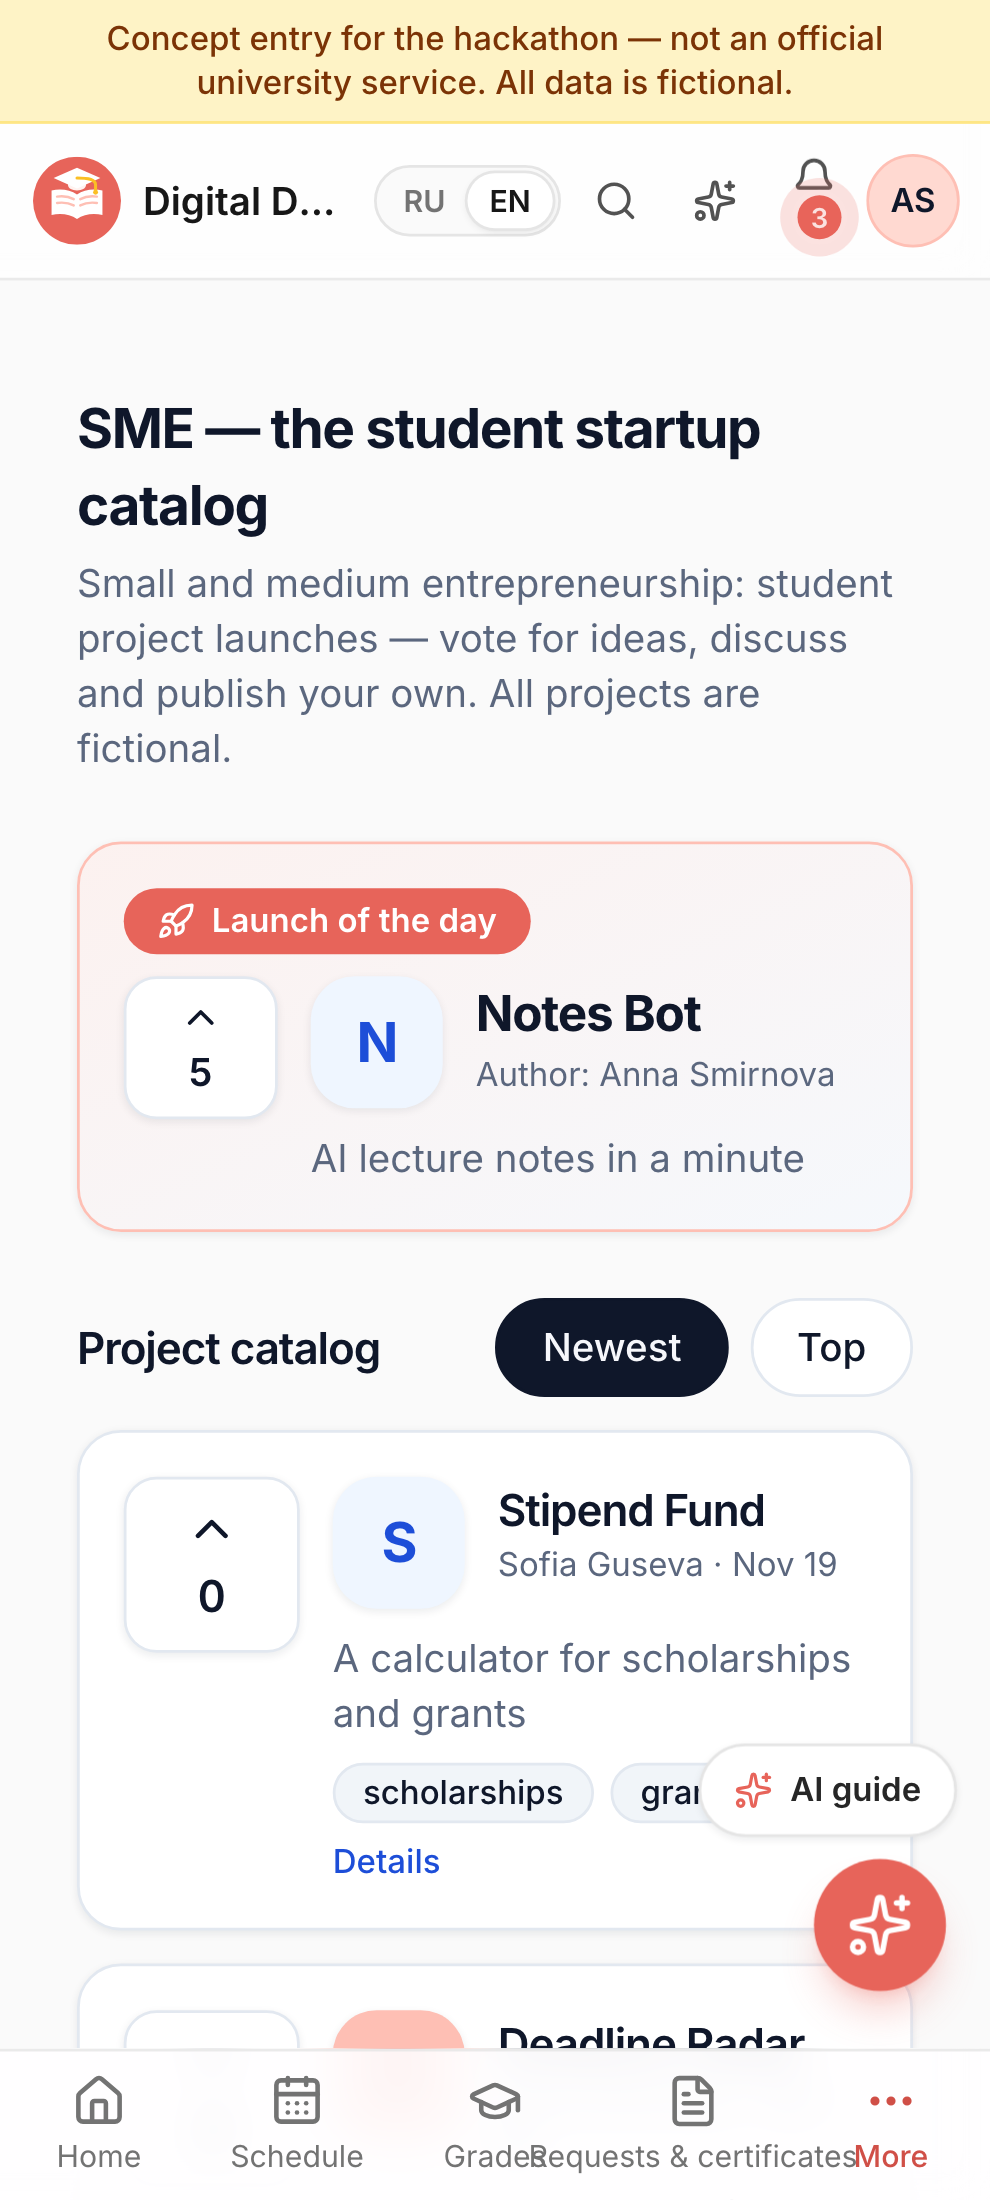 Concept entry for the hackathon — not an official
university service. All data is fictional.
Digital D...
RU
EN
3
AS
SME — the student startup
catalog
Small and medium entrepreneurship: student
project launches — vote for ideas, discuss
and publish your own. All projects are
fictional.
Launch of the day
5
N
Notes Bot
Author: Anna Smirnova
AI lecture notes in a minute
Project catalog
Newest
Top
0
S
Stipend Fund
Sofia Guseva · Nov 19
A calculator for scholarships
and grants
scholarships
AI guide
Details
Deadline Radar
Home
Schedule
Grades
Requests & certificates
More